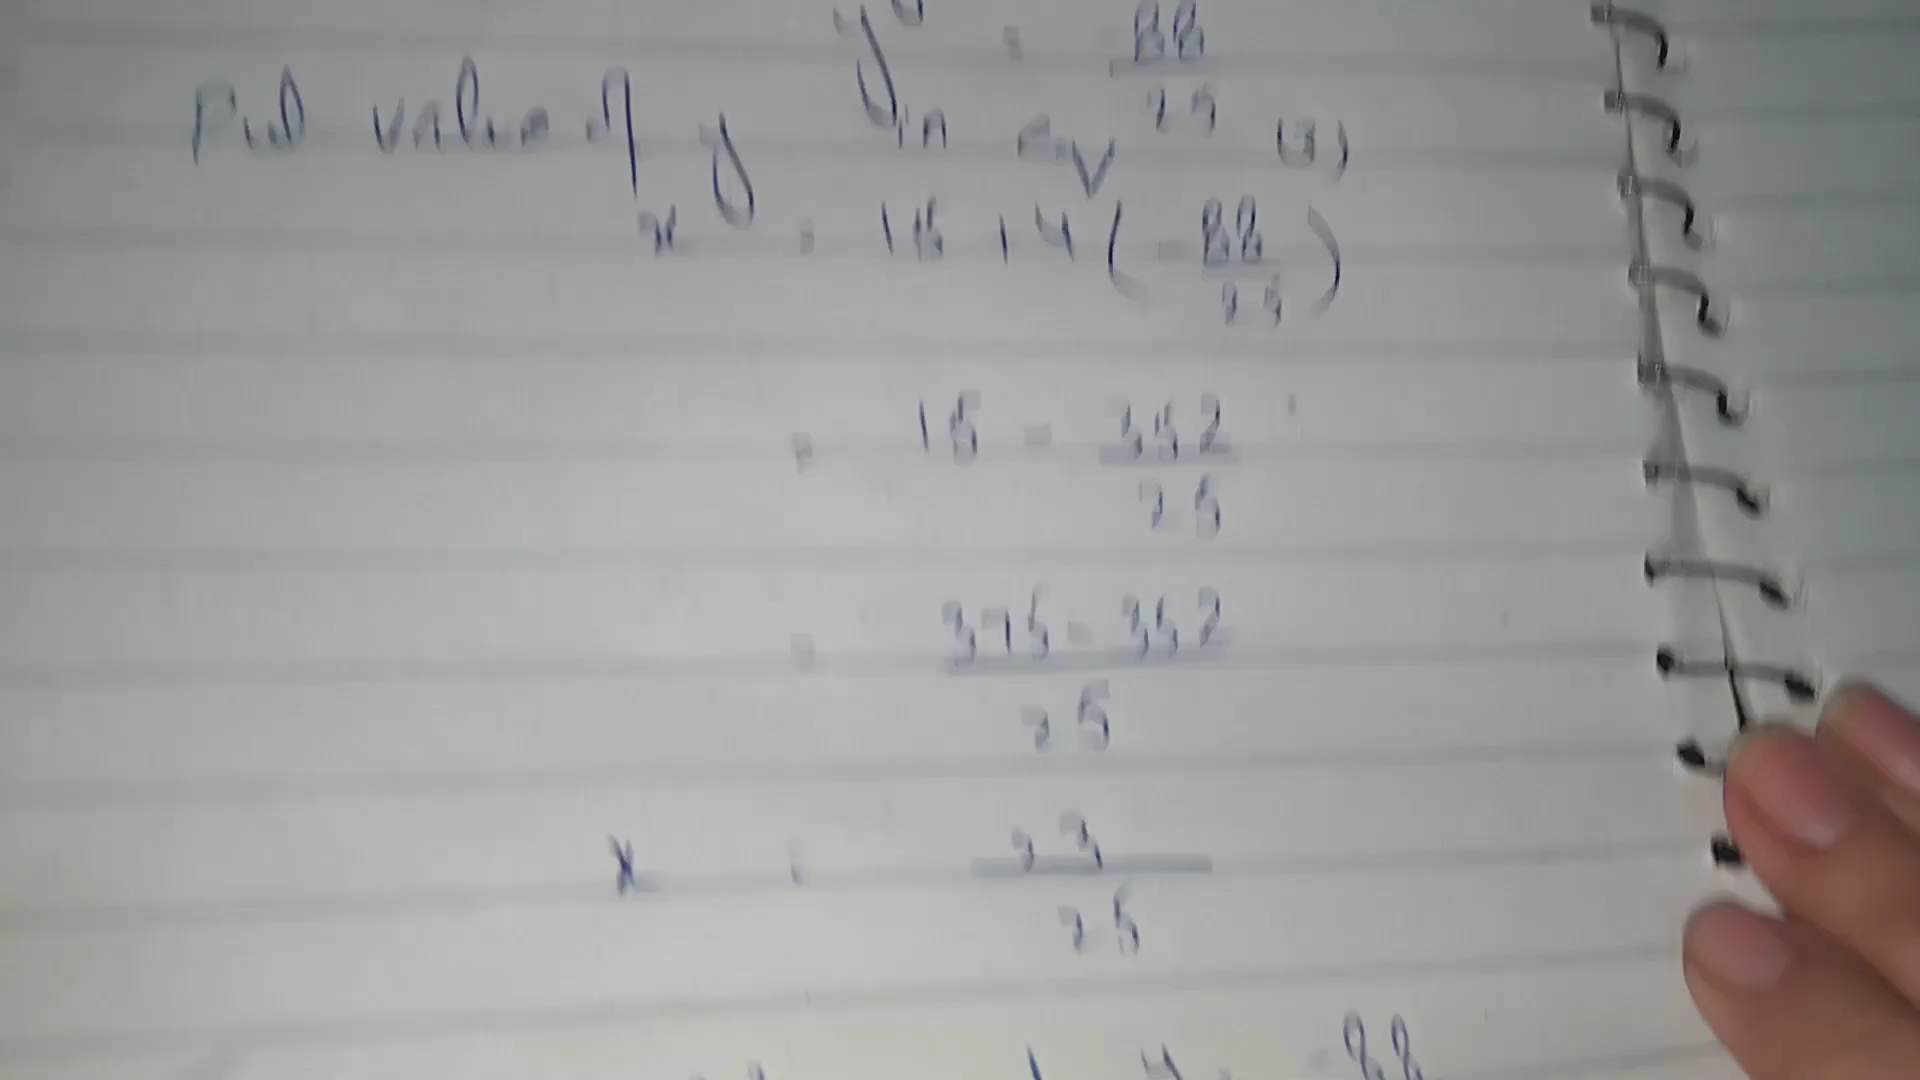 y = -88/25
Put value of y in eq (3)
x = 15 + 4 (-88/25)
= 15 - 352/25
= 375 - 352/25
x = 23/25